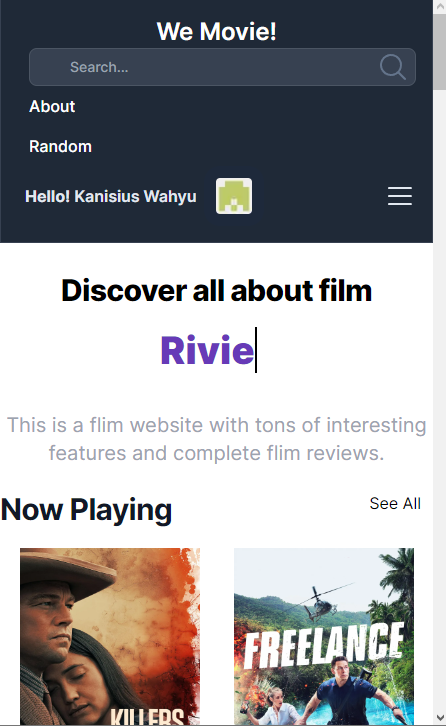 We Movie!
Search...
About
Random
Hello! Kanisius Wahyu
Discover all about film
Rivie
This is a flim website with tons of interesting
features and complete flim reviews.
Now Playing
See All
KILLERS
FREELANCE